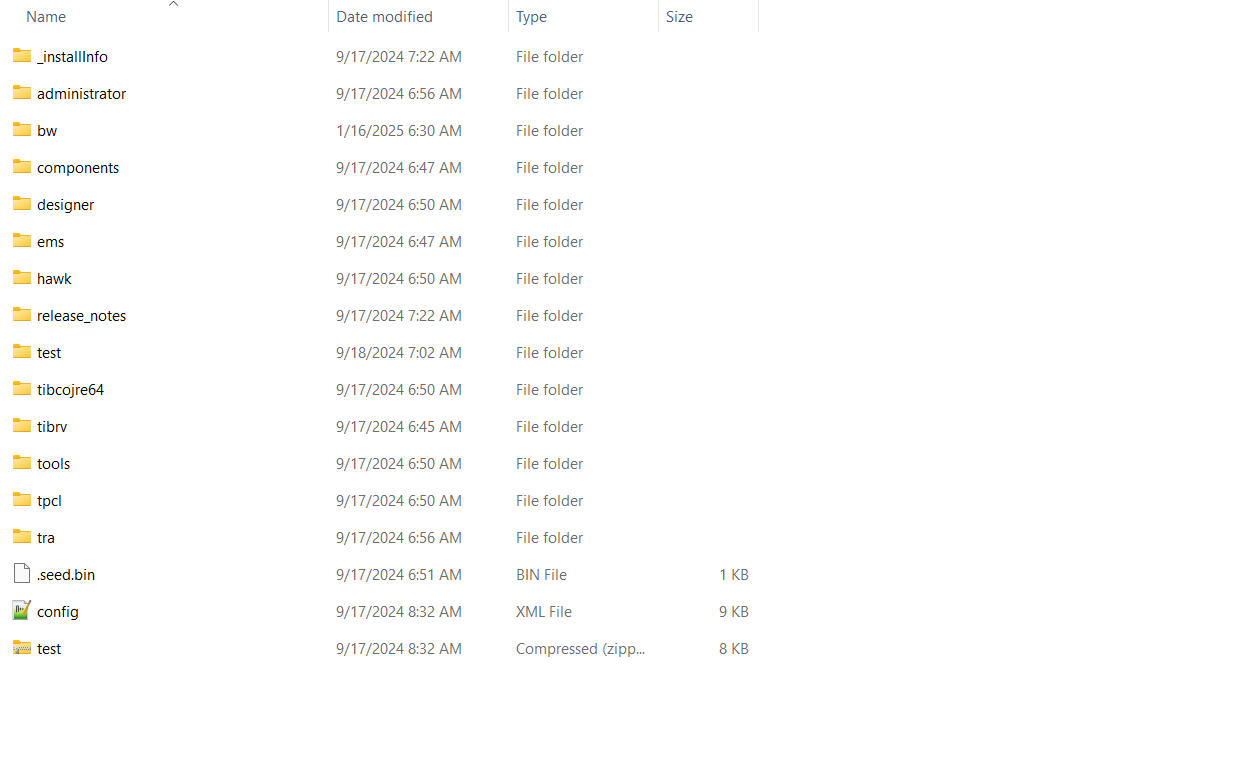 Name Date modified Type Size
_installInfo 9/17/2024 7:22 AM File folder
administrator 9/17/2024 6:56 AM File folder
bw 1/16/2025 6:30 AM File folder
components 9/17/2024 6:47 AM File folder
designer 9/17/2024 6:50 AM File folder
ems 9/17/2024 6:47 AM File folder
hawk 9/17/2024 6:50 AM File folder
release_notes 9/17/2024 7:22 AM File folder
test 9/18/2024 7:02 AM File folder
tibcojre64 9/17/2024 6:50 AM File folder
tibrv 9/17/2024 6:45 AM File folder
tools 9/17/2024 6:50 AM File folder
tpcl 9/17/2024 6:50 AM File folder
tra 9/17/2024 6:56 AM File folder
.seed.bin 9/17/2024 6:51 AM BIN File 1 KB
config 9/17/2024 8:32 AM XML File 9 KB
test 9/17/2024 8:32 AM Compressed (zipp... 8 KB